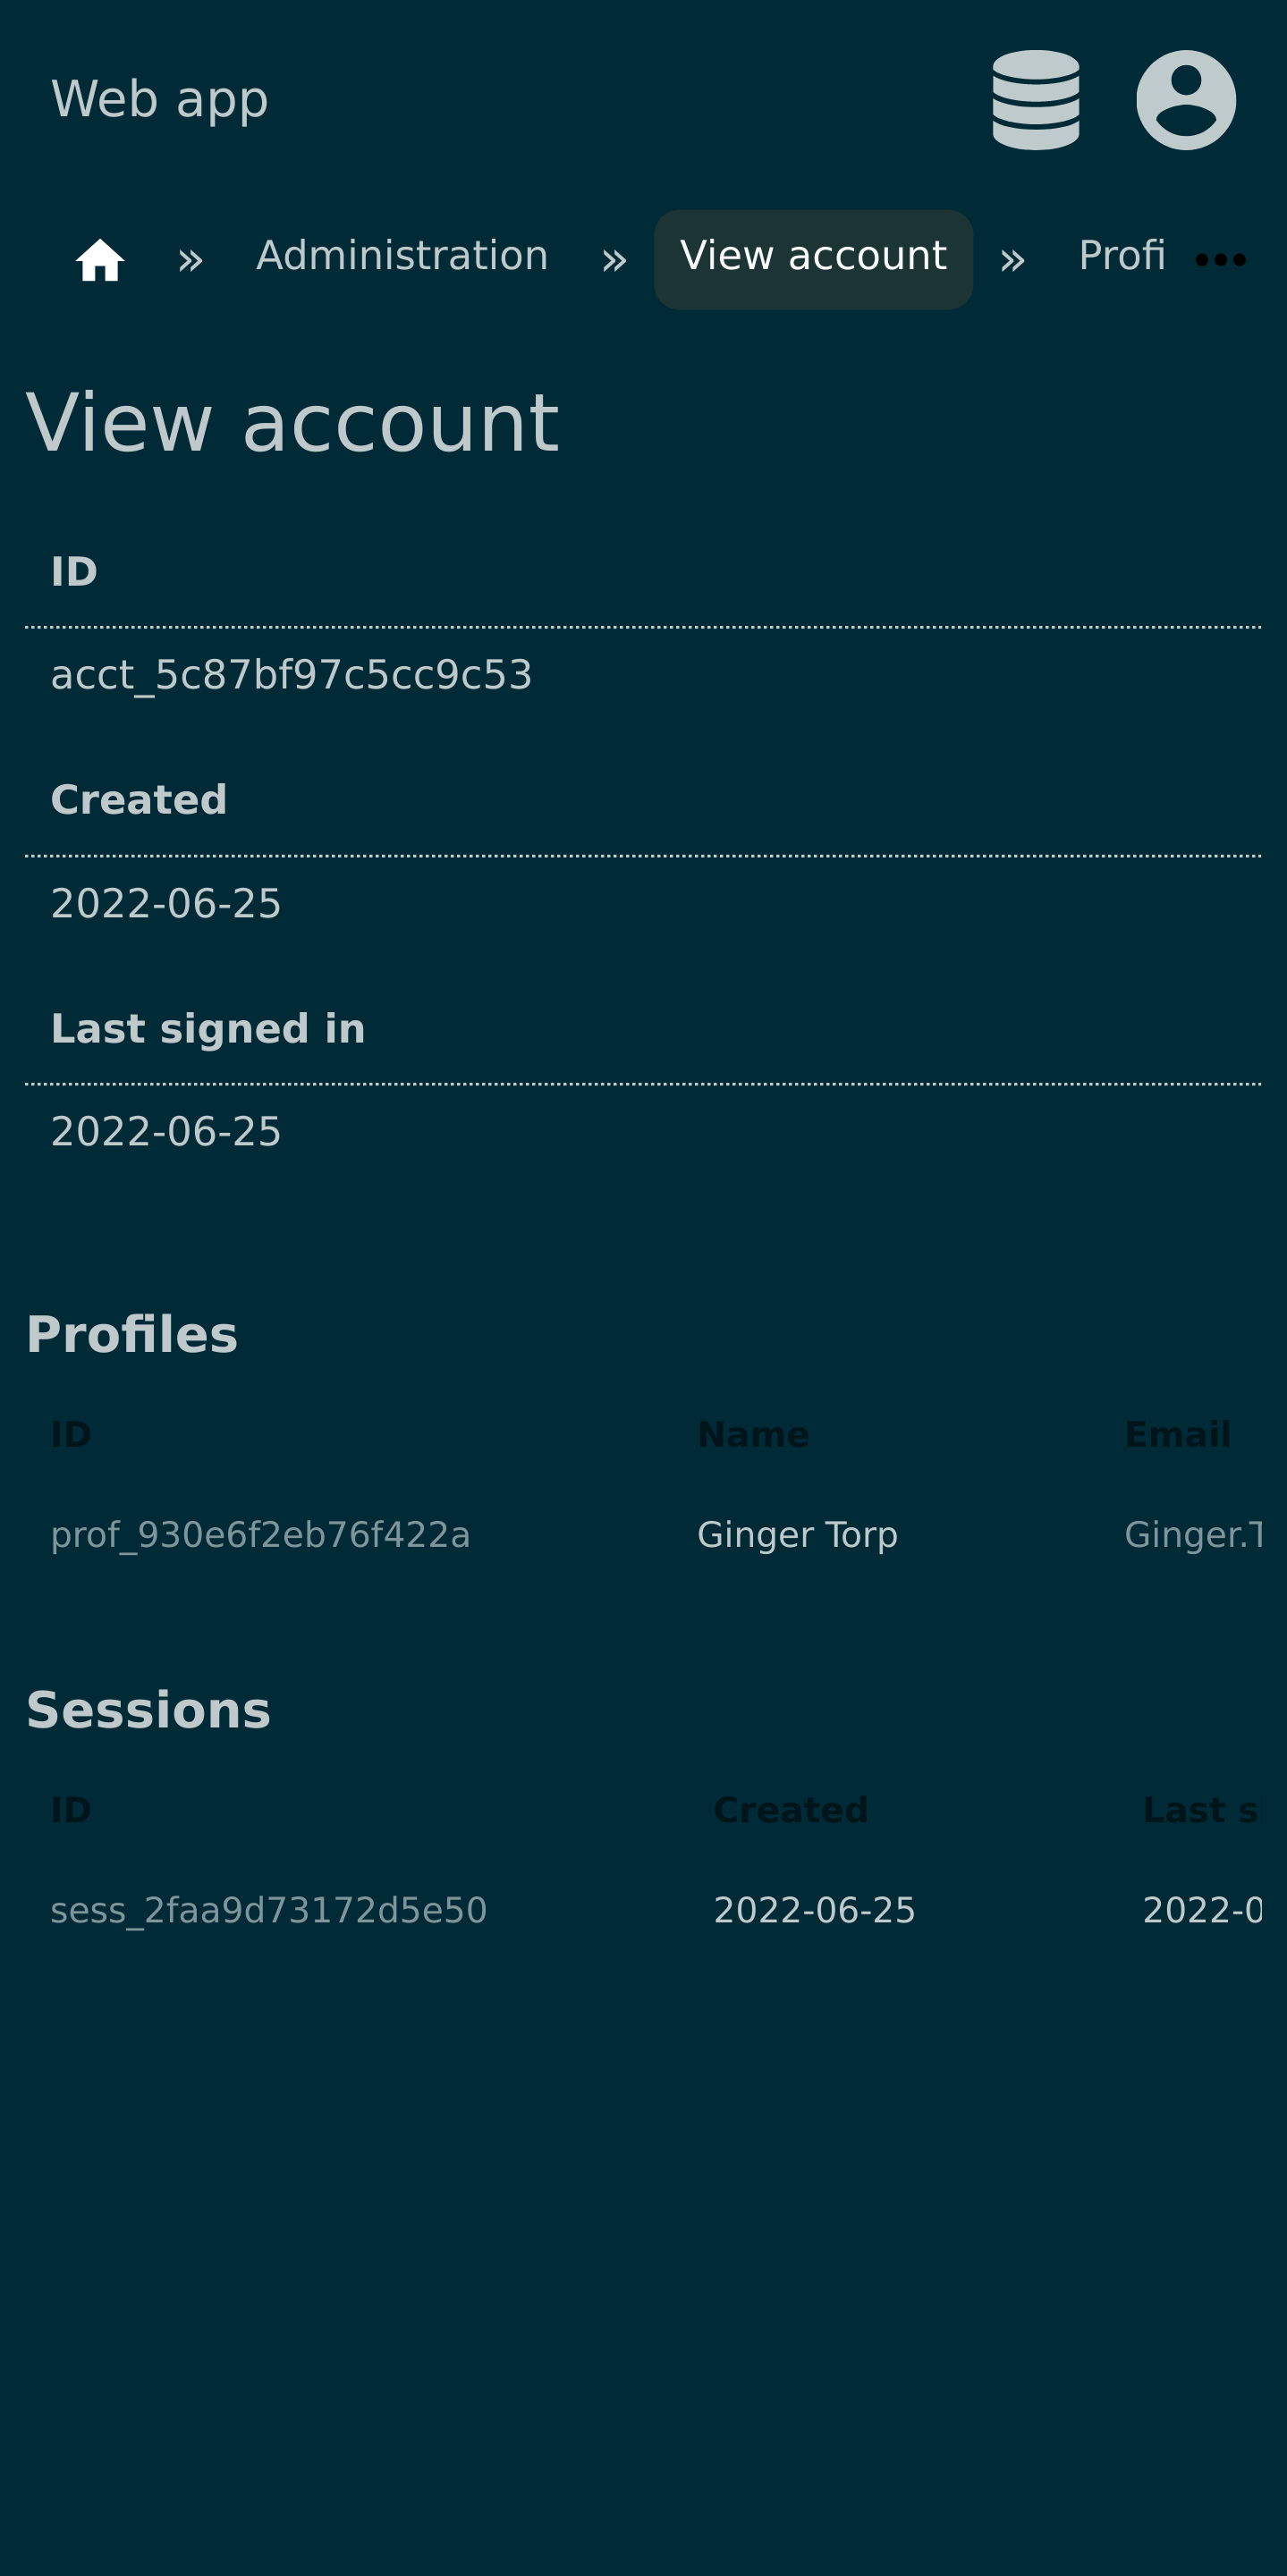 Web app
» Administration » View account » Profi •••
View account
ID
acct_5c87bf97c5cc9c53
Created
2022-06-25
Last signed in
2022-06-25
Profiles
ID Name Email
prof_930e6f2eb76f422a Ginger Torp Ginger.T
Sessions
ID Created Last s
sess_2faa9d73172d5e50 2022-06-25 2022-0